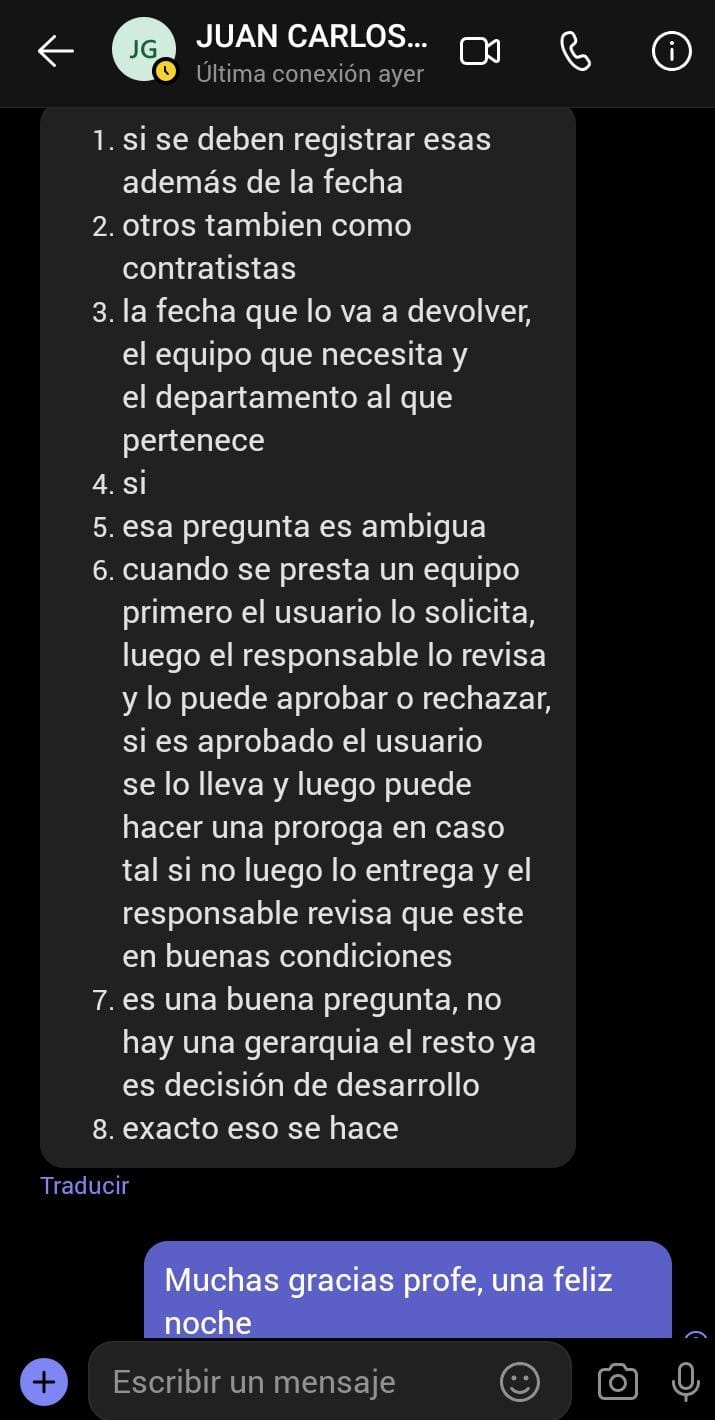 JG
JUAN CARLOS...
Última conexión ayer
1. si se deben registrar esas
además de la fecha
2. otros tambien como
contratistas
3. la fecha que lo va a devolver,
el equipo que necesita y
el departamento al que
pertenece
4. si
5. esa pregunta es ambigua
6. cuando se presta un equipo
primero el usuario lo solicita,
luego el responsable lo revisa
y lo puede aprobar o rechazar,
si es aprobado el usuario
se lo lleva y luego puede
hacer una proroga en caso
tal si no luego lo entrega y el
responsable revisa que este
en buenas condiciones
7. es una buena pregunta, no
hay una gerarquia el resto ya
es decisión de desarrollo
8. exacto eso se hace
Traducir
Muchas gracias profe, una feliz
noche
Escribir un mensaje